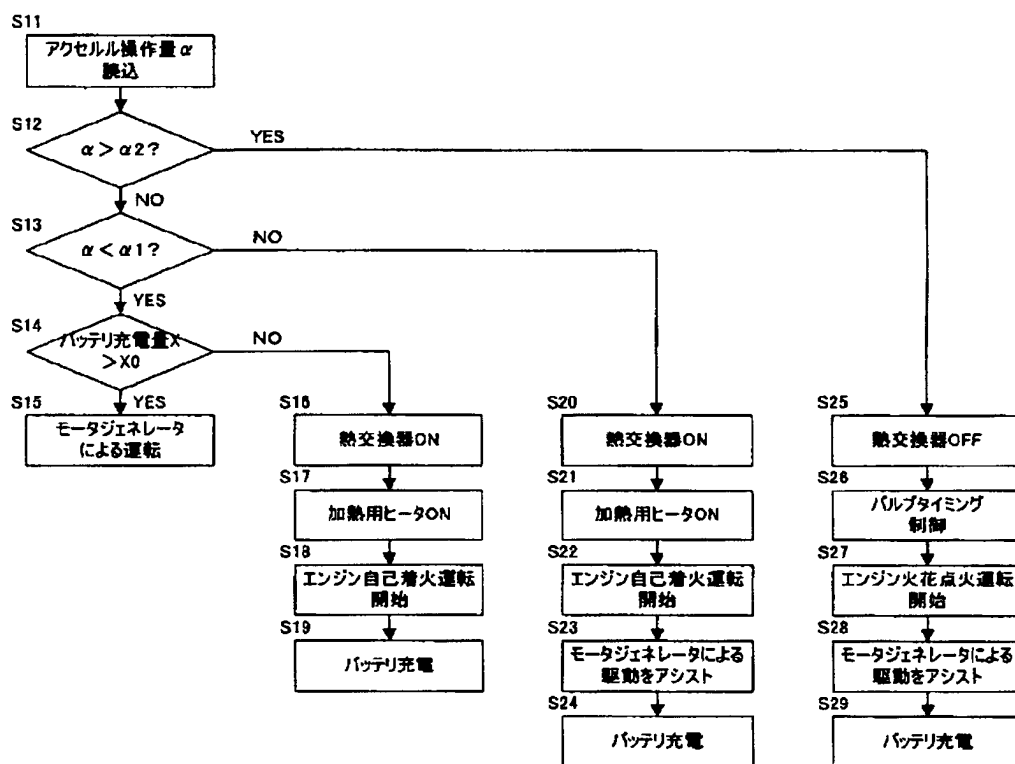 S11
アクセルル操作量α
読込
S12
α>α2?
YES
NO
S13
α<α1?
NO
YES
S14
バッテリ充電量X
>X0
NO
YES
S15
モータジェネレータ
による運転
S16
熱交換器ON
S17
加熱用ヒータON
S18
エンジン自己着火運転
開始
S19
バッテリ充電
S20
熱交換器ON
S21
加熱用ヒータON
S22
エンジン自己着火運転
開始
S23
モータジェネレータによる
駆動をアシスト
S24
バッテリ充電
S25
熱交換器OFF
S26
バルブタイミング
制御
S27
エンジン火花点火運転
開始
S28
モータジェネレータによる
駆動をアシスト
S29
バッテリ充電